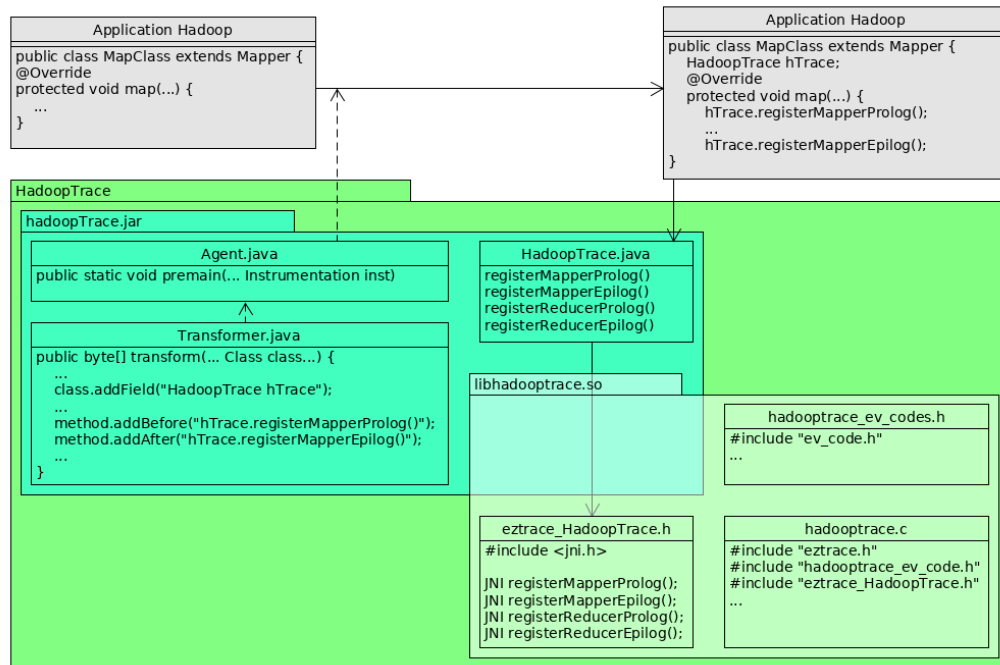 Application Hadoop
public class MapClass extends Mapper {
@Override
protected void map(...) {
...
}
Application Hadoop
public class MapClass extends Mapper {
HadoopTrace hTrace;
@Override
protected void map(...) {
hTrace.registerMapperProlog();
...
hTrace.registerMapperEpilog();
}
HadoopTrace
hadoopTrace.jar
Agent.java
public static void premain(... Instrumentation inst)
Transformer.java
public byte[] transform(... Class class...) {
...
class.addField("HadoopTrace hTrace");
...
method.addBefore("hTrace.registerMapperProlog()");
method.addAfter("hTrace.registerMapperEpilog()");
...
}
HadoopTrace.java
registerMapperProlog()
registerMapperEpilog()
registerReducerProlog()
registerReducerEpilog()
libhadooptrace.so
hadooptrace_ev_codes.h
#include "ev_code.h"
...
eztrace_HadoopTrace.h
#include <jni.h>
JNI registerMapperProlog();
JNI registerMapperEpilog();
JNI registerReducerProlog();
JNI registerReducerEpilog();
hadooptrace.c
#include "eztrace.h"
#include "hadooptrace_ev_code.h"
#include "eztrace_HadoopTrace.h"
...